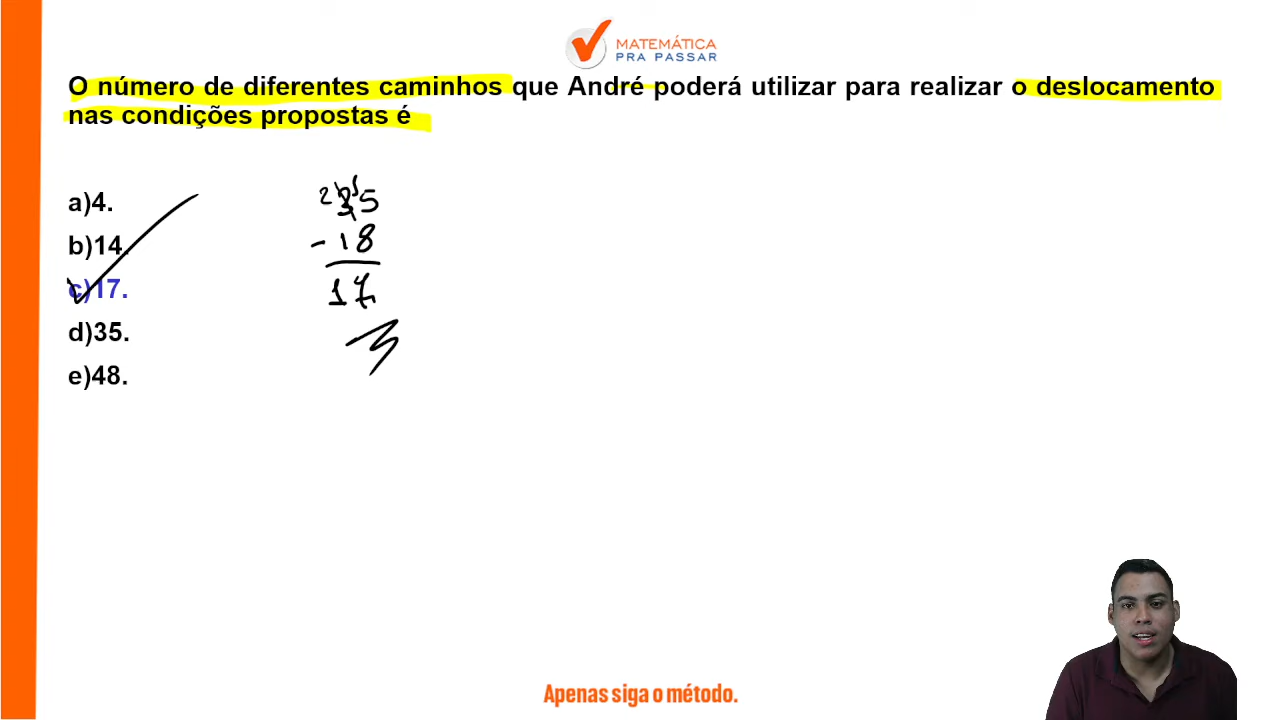 MATEMÁTICA
PRA PASSAR
O número de diferentes caminhos que André poderá utilizar para realizar o deslocamento
nas condições propostas é
a)4.
b)14.
c)17.
d)35.
e)48.
35
- 18
17
Apenas siga o método.